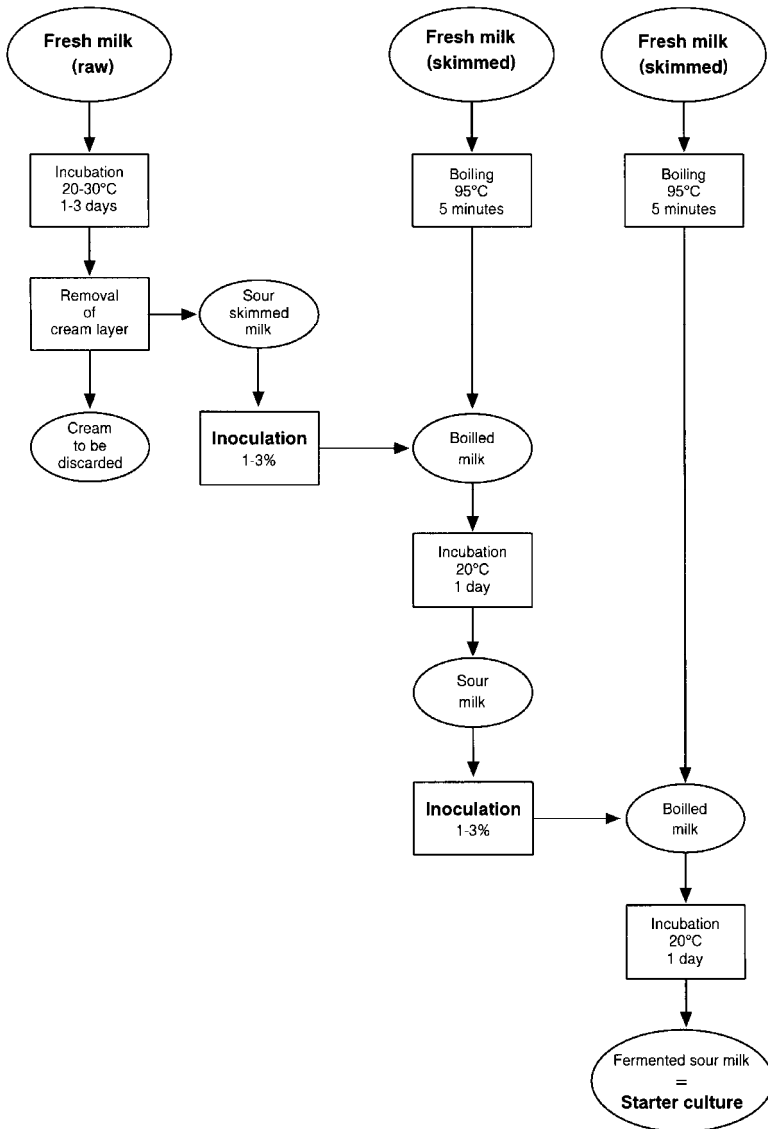 Fresh milk
(raw)
Incubation
20-30°C
1-3 days
Removal
of
cream layer
Cream
to be
discarded
Sour
skimmed
milk
Inoculation
1-3%
Fresh milk
(skimmed)
Boiling
95°C
5 minutes
Boilled
milk
Incubation
20°C
1 day
Sour
milk
Inoculation
1-3%
Fresh milk
(skimmed)
Boiling
95°C
5 minutes
Boilled
milk
Incubation
20°C
1 day
Fermented sour milk
=
Starter culture